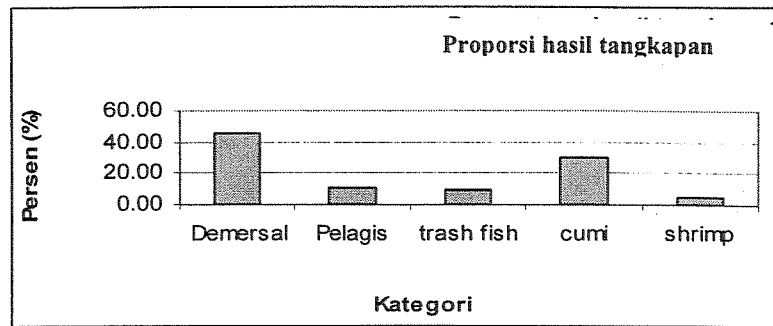 Proporsi hasil tangkapan
Persen (%)
60.00
40.00
20.00
0.00
Demersal Pelagis trash fish cumi shrimp
Kategori